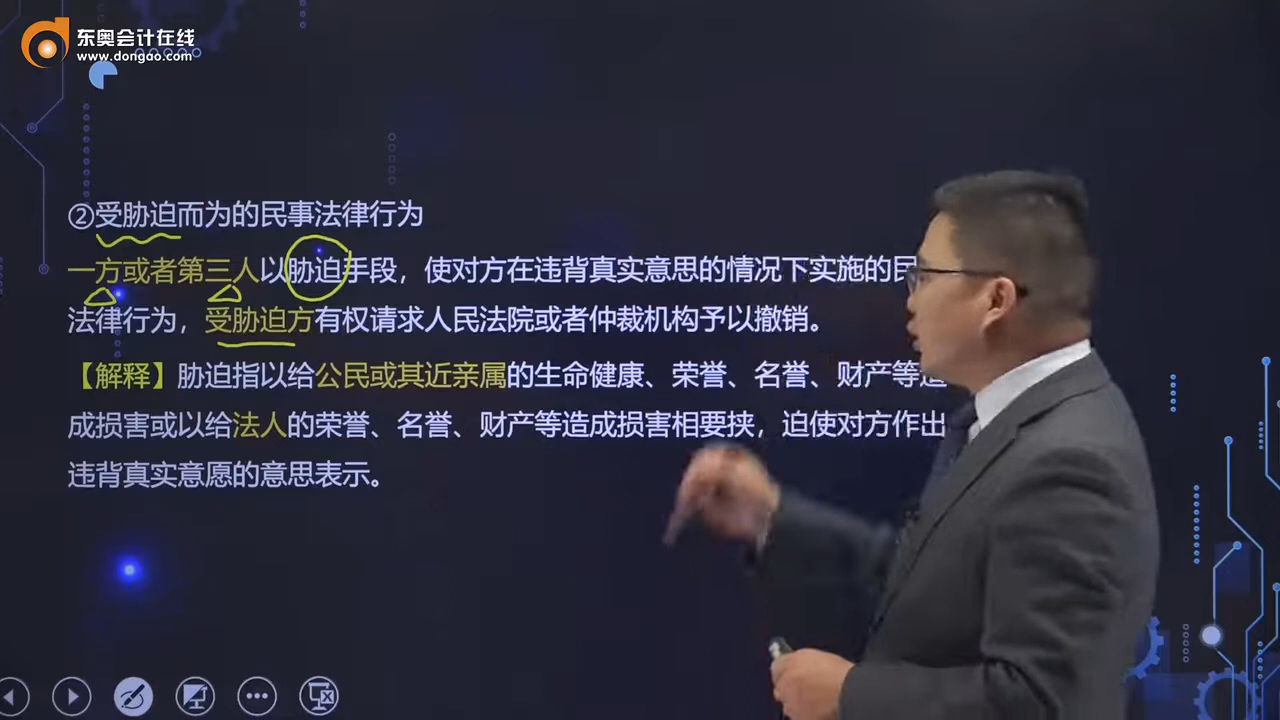 东奥会计在线
www.dongao.com
②受胁迫而为的民事法律行为
一方或者第三人以胁迫手段，使对方在违背真实意思的情况下实施的民
法律行为，受胁迫方有权请求人民法院或者仲裁机构予以撤销。
【解释】胁迫指以给公民或其近亲属的生命健康、荣誉、名誉、财产等造
成损害或以给法人的荣誉、名誉、财产等造成损害相要挟，迫使对方作出
违背真实意愿的意思表示。